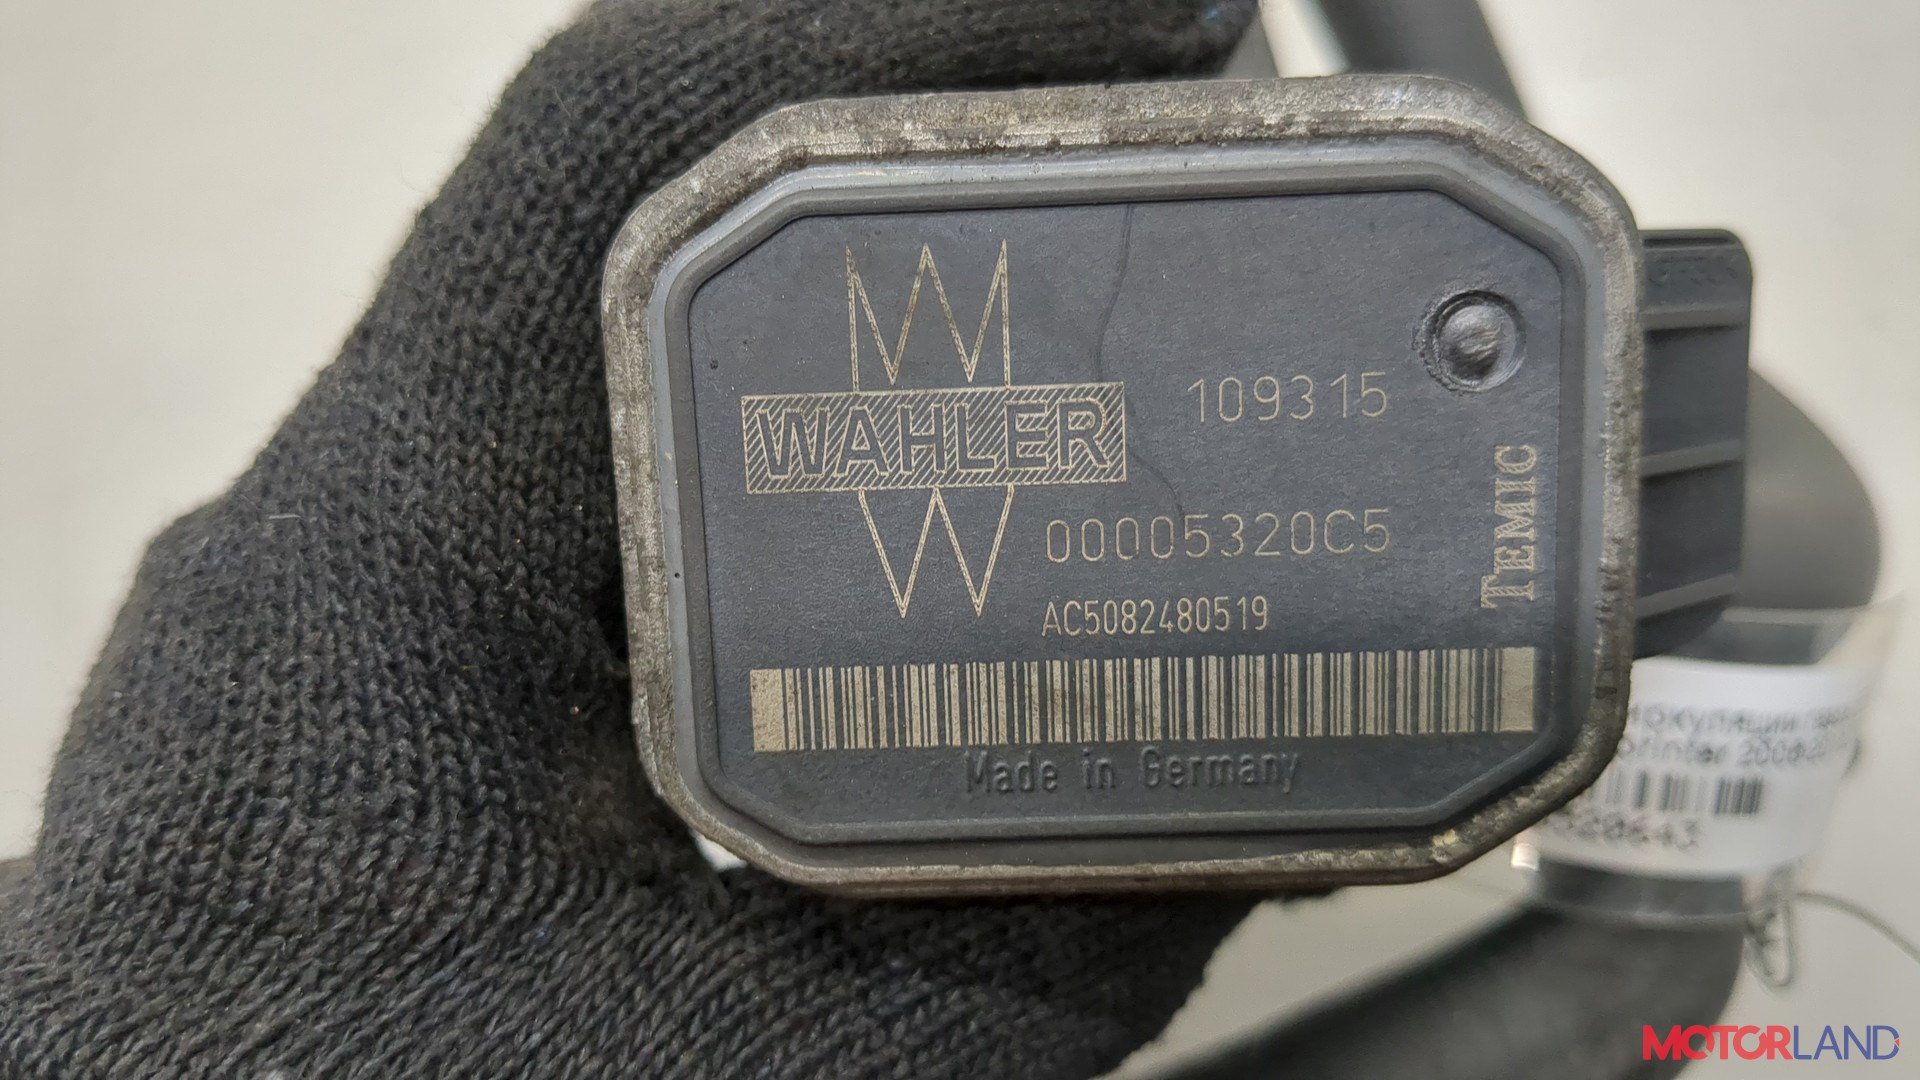 WAHLER
109315
00005320C5
TEMIC
AC5082480519
Made in Germany
MOTORLAND